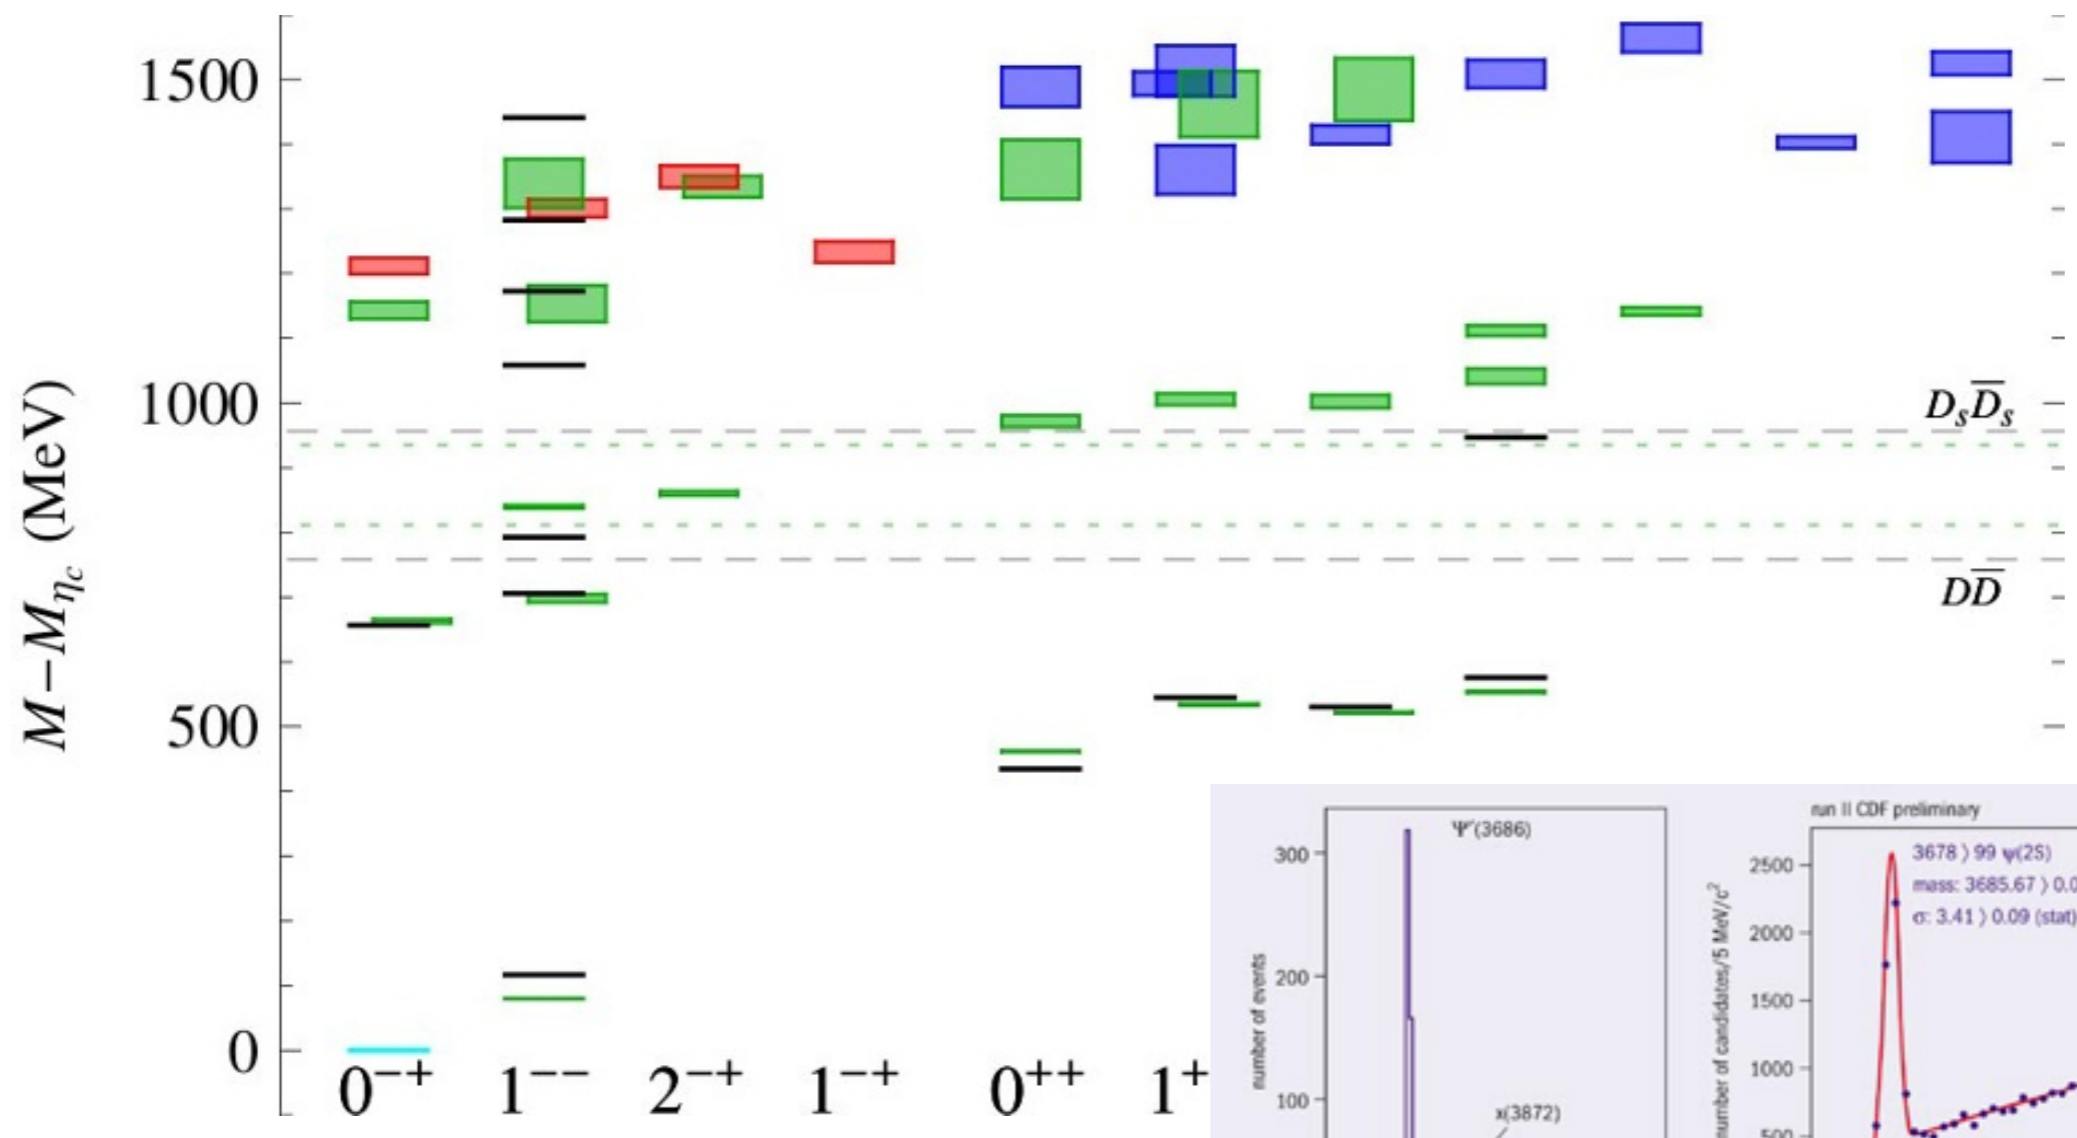 M−M_{η_c} (MeV)
1500
1000
500
0
D_s D̅_s
DD̅
0⁻⁺ 1⁻⁻ 2⁻⁺ 1⁻⁺ 0⁺⁺ 1⁺
number of events
300
200
100
Ψ'(3686)
x(3872)
run II CDF preliminary
number of candidates/5 MeV/c²
2500
2000
1500
1000
500
3678 ⟩ 99 ψ(2S)
mass: 3685.67 ⟩ 0.0
σ: 3.41 ⟩ 0.09 (stat)